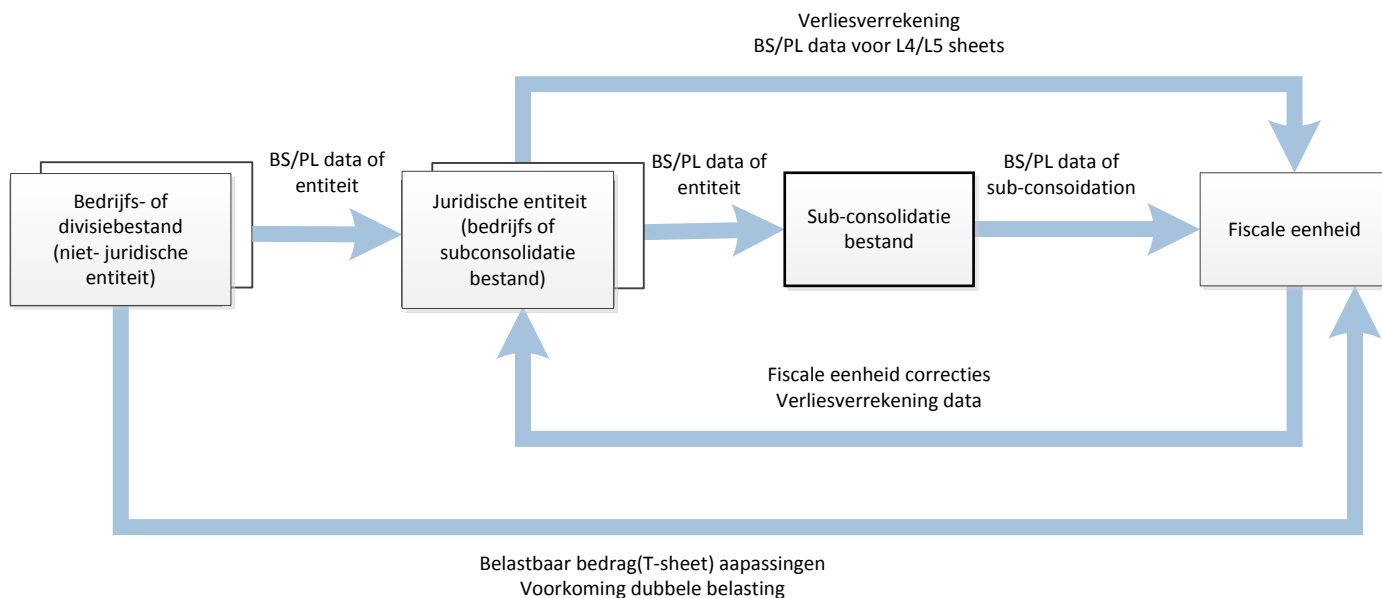 Verliesverrekening
BS/PL data voor L4/L5 sheets
BS/PL data of
entiteit
BS/PL data of
entiteit
BS/PL data of
sub-consoidation
Bedrijfs- of
divisiebestand
(niet- juridische
entiteit)
Juridische entiteit
(bedrijfs of
subconsolidatie
bestand)
Sub-consolidatie
bestand
Fiscale eenheid
Fiscale eenheid correcties
Verliesverrekening data
Belastbaar bedrag(T-sheet) aapassingen
Voorkoming dubbele belasting